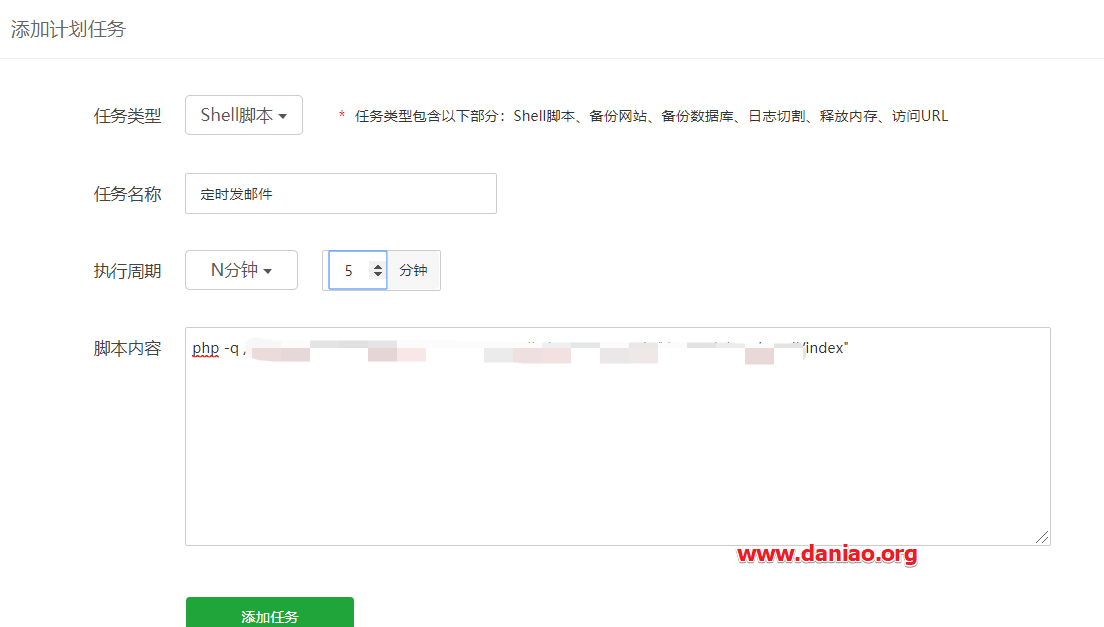 添加计划任务
任务类型 Shell脚本 * 任务类型包含以下部分：Shell脚本、备份网站、备份数据库、日志切割、释放内存、访问URL
任务名称 定时发邮件
执行周期 N分钟 5 分钟
脚本内容 php -q /index"
www.daniao.org
添加任务